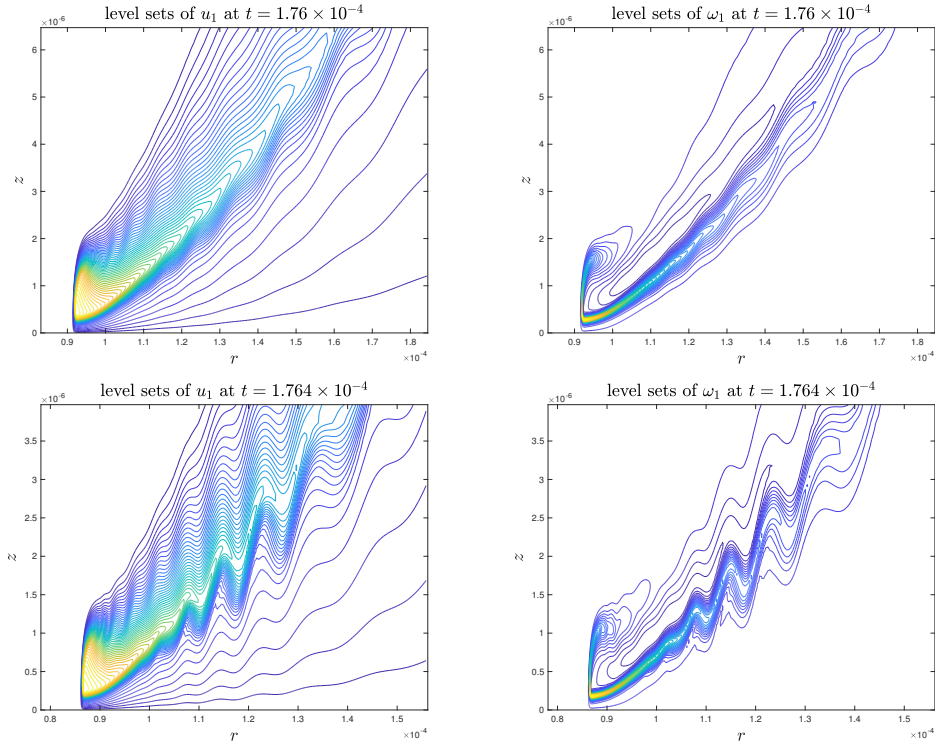 level sets of u₁ at t = 1.76 × 10⁻⁴
×10⁻⁶
6
5
4
3
2
1
0
z
0.9 1 1.1 1.2 1.3 1.4 1.5 1.6 1.7 1.8
×10⁻⁴
r
level sets of ω₁ at t = 1.76 × 10⁻⁴
×10⁻⁶
6
5
4
3
2
1
0
z
0.9 1 1.1 1.2 1.3 1.4 1.5 1.6 1.7 1.8
×10⁻⁴
r
level sets of u₁ at t = 1.764 × 10⁻⁴
×10⁻⁶
3.5
3
2.5
2
1.5
1
0.5
0
z
0.8 0.9 1 1.1 1.2 1.3 1.4 1.5
×10⁻⁴
r
level sets of ω₁ at t = 1.764 × 10⁻⁴
×10⁻⁶
3.5
3
2.5
2
1.5
1
0.5
0
z
0.8 0.9 1 1.1 1.2 1.3 1.4 1.5
×10⁻⁴
r